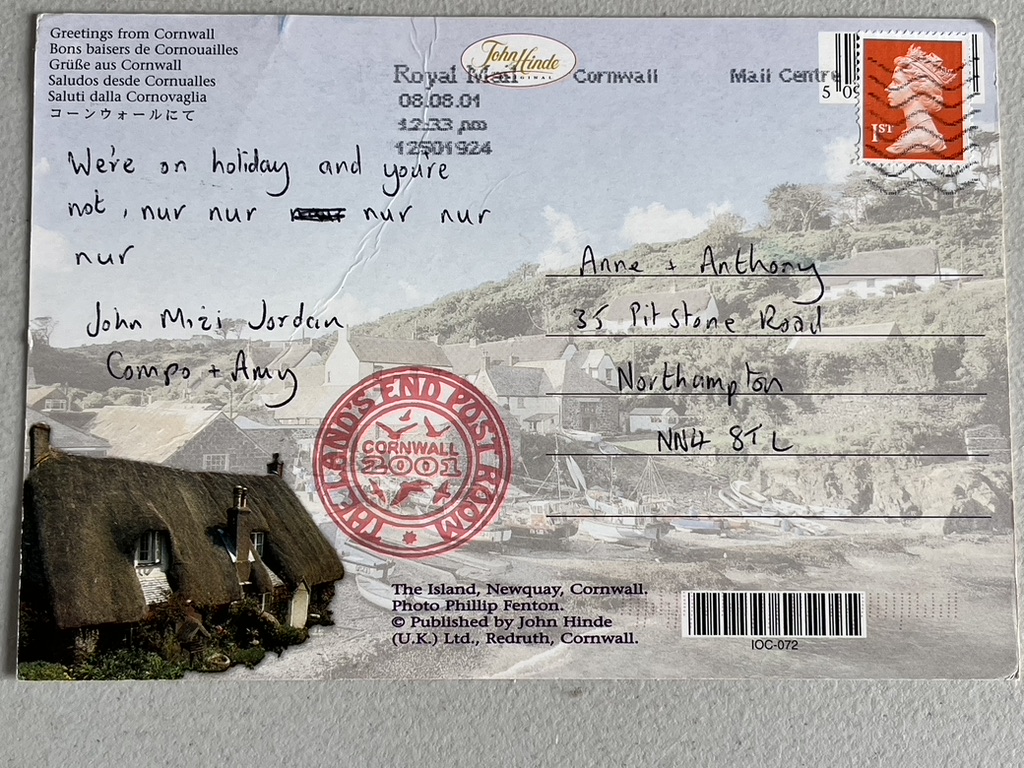 Greetings from Cornwall
Bons baisers de Cornouailles
Grüße aus Cornwall
Saludos desde Cornualles
Saluti dalla Cornovaglia
コーンウォールにて
John Hinde
ORIGINAL
Royal Mail Cornwall Mail Centre
08.08.01
12:33 pm
12501924
1ST
We're on holiday and you're
not, nur nur nur nur
nur
John Mizi Jordan
Compo + Amy
Anne + Anthony
35 Pitstone Road
Northampton
NN4 8TL
THE LAND'S END POST ROOM
CORNWALL
2001
The Island, Newquay, Cornwall.
Photo Phillip Fenton.
© Published by John Hinde
(U.K.) Ltd., Redruth, Cornwall.
IOC-072